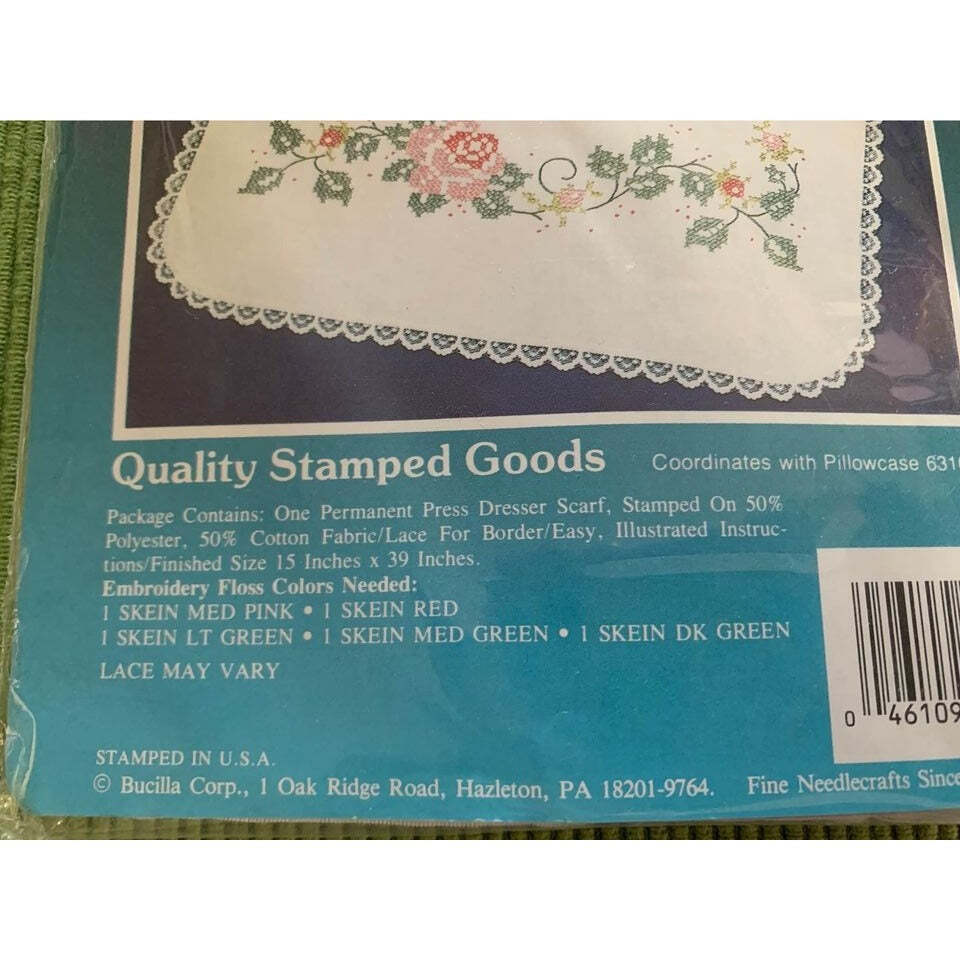 Quality Stamped Goods
Coordinates with Pillowcase 631
Package Contains: One Permanent Press Dresser Scarf, Stamped On 50%
Polyester, 50% Cotton Fabric/Lace For Border/Easy, Illustrated Instruc-
tions/Finished Size 15 Inches x 39 Inches.
Embroidery Floss Colors Needed:
1 SKEIN MED PINK • 1 SKEIN RED
1 SKEIN LT GREEN • 1 SKEIN MED GREEN • 1 SKEIN DK GREEN
LACE MAY VARY
0 46109
STAMPED IN U.S.A.
© Bucilla Corp., 1 Oak Ridge Road, Hazleton, PA 18201-9764.
Fine Needlecrafts Since